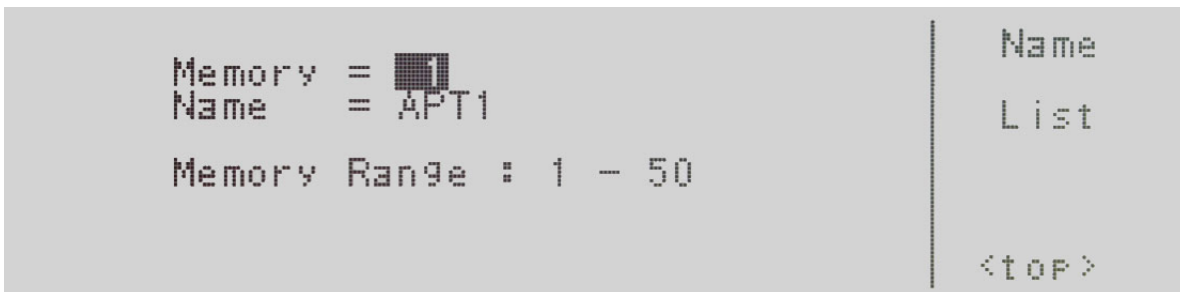 Memory = 1
Name = APT1
Memory Range : 1 - 50
Name
List
<top>